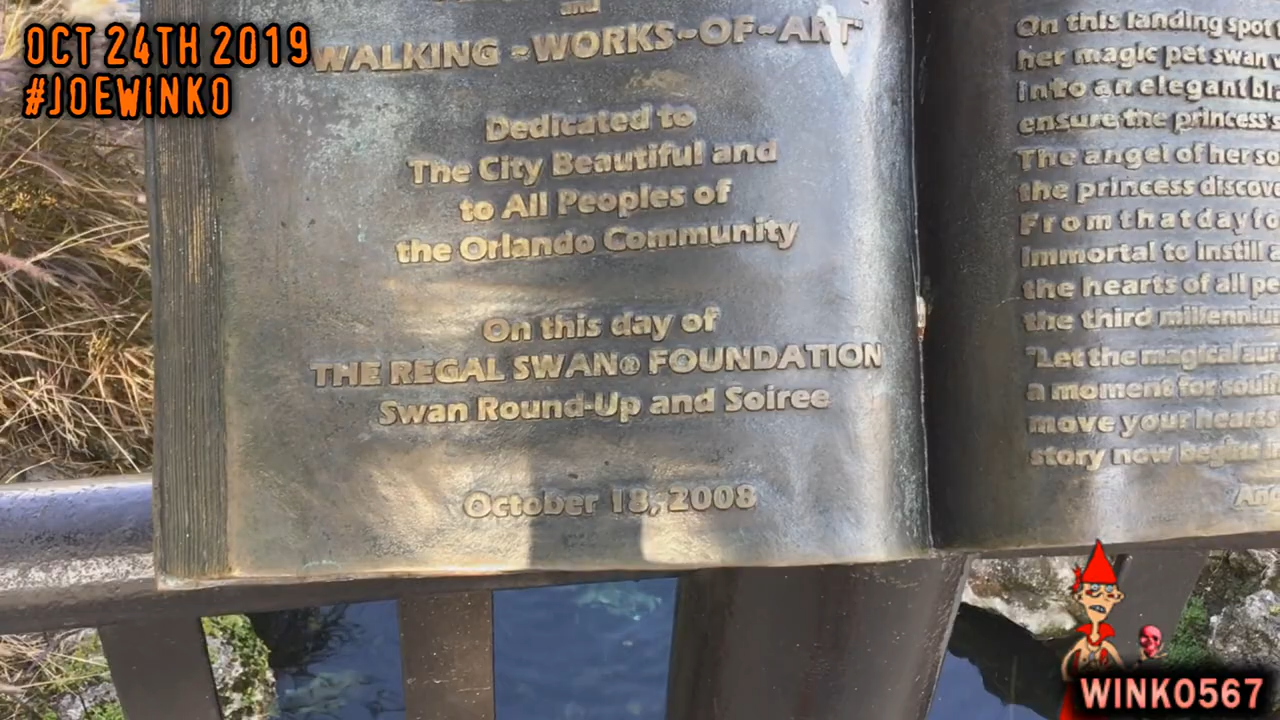 OCT 24TH 2019
#JOEWINKO
and
WALKING ~WORKS~OF~ART"
Dedicated to
The City Beautiful and
to All Peoples of
the Orlando Community
On this day of
THE REGAL SWAN® FOUNDATION
Swan Round-Up and Soiree
October 18, 2008
On this landing spot
her magic pet swan
into an elegant
ensure the princess's
The angel of her
the princess
From that day
Immortal to instill
the hearts of all
the third
"Let the magical
a moment for
move your hearts
story now begins
WINKO567